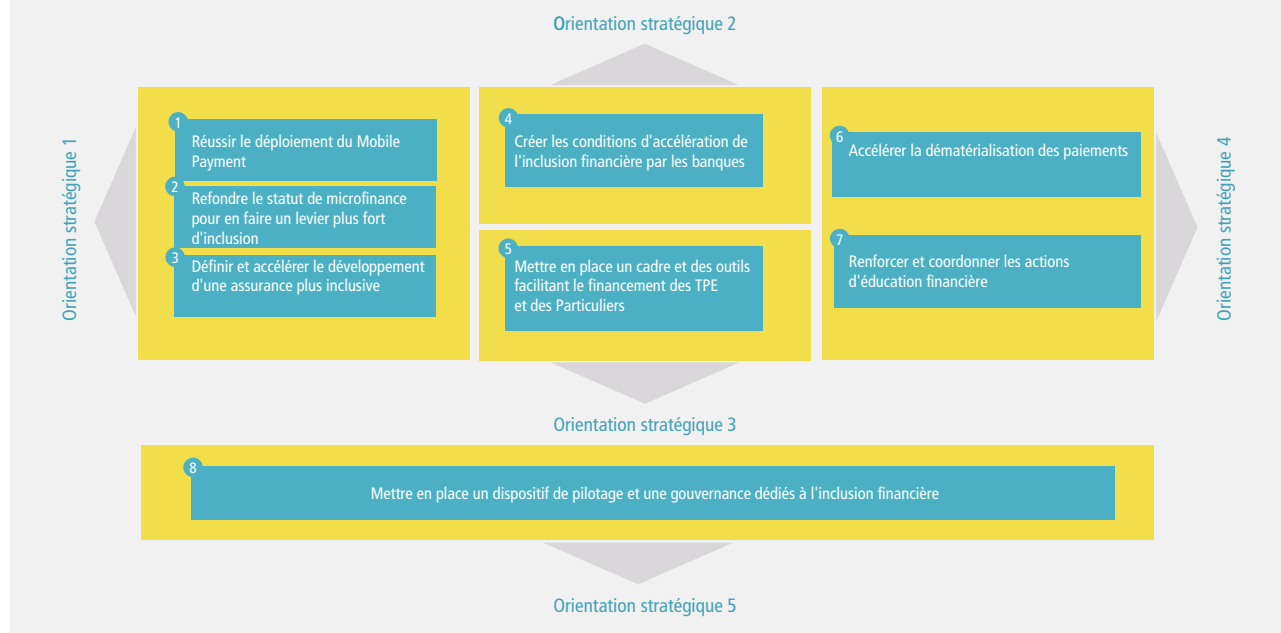 Orientation stratégique 2
Orientation stratégique 1
1
Réussir le déploiement du Mobile
Payment
2
Refondre le statut de microfinance
pour en faire un levier plus fort
d'inclusion
3
Définir et accélérer le développement
d'une assurance plus inclusive
4
Créer les conditions d'accélération de
l'inclusion financière par les banques
5
Mettre en place un cadre et des outils
facilitant le financement des TPE
et des Particuliers
6
Accélérer la dématérialisation des paiements
7
Renforcer et coordonner les actions
d'éducation financière
Orientation stratégique 4
Orientation stratégique 3
8
Mettre en place un dispositif de pilotage et une gouvernance dédiés à l'inclusion financière
Orientation stratégique 5